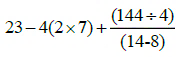 23 – 4(2 × 7) + (144 ÷ 4)
(14-8)